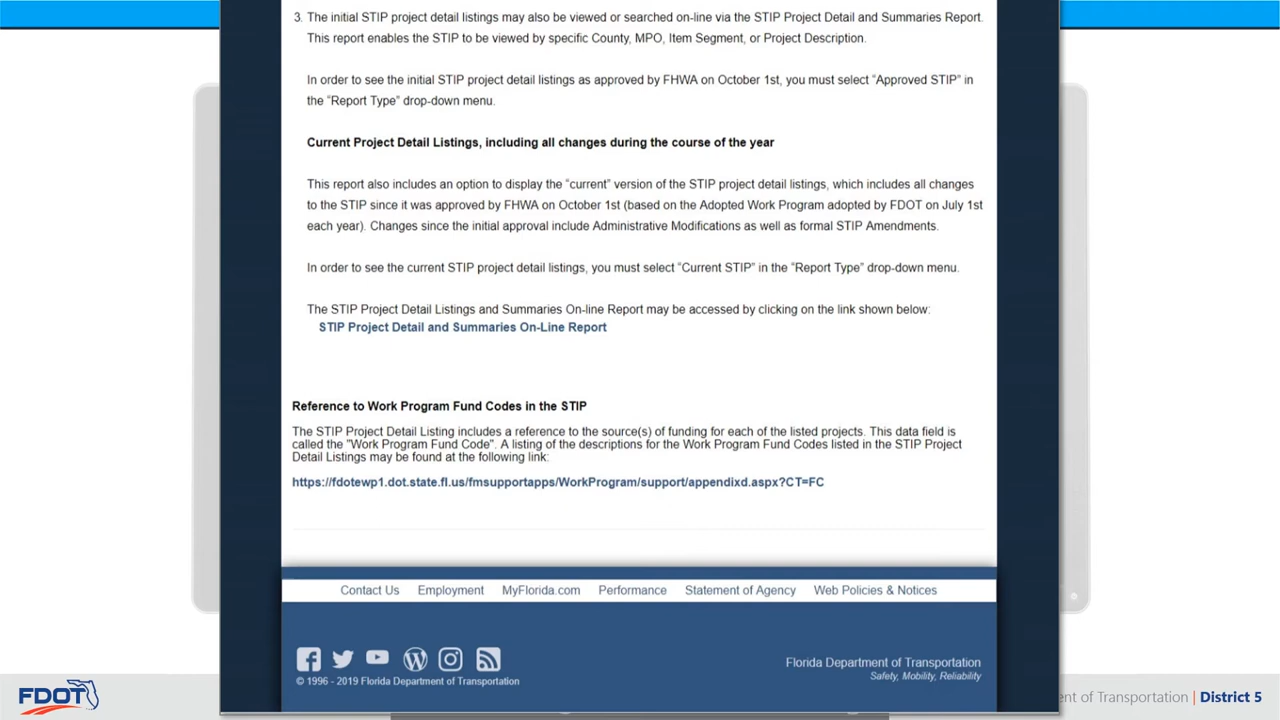 3. The initial STIP project detail listings may also be viewed or searched on-line via the STIP Project Detail and Summaries Report.
This report enables the STIP to be viewed by specific County, MPO, Item Segment, or Project Description.
In order to see the initial STIP project detail listings as approved by FHWA on October 1st, you must select “Approved STIP” in
the “Report Type” drop-down menu.
Current Project Detail Listings, including all changes during the course of the year
This report also includes an option to display the “current” version of the STIP project detail listings, which includes all changes
to the STIP since it was approved by FHWA on October 1st (based on the Adopted Work Program adopted by FDOT on July 1st
each year). Changes since the initial approval include Administrative Modifications as well as formal STIP Amendments.
In order to see the current STIP project detail listings, you must select “Current STIP” in the “Report Type” drop-down menu.
The STIP Project Detail Listings and Summaries On-line Report may be accessed by clicking on the link shown below:
STIP Project Detail and Summaries On-Line Report
Reference to Work Program Fund Codes in the STIP
The STIP Project Detail Listing includes a reference to the source(s) of funding for each of the listed projects. This data field is
called the "Work Program Fund Code". A listing of the descriptions for the Work Program Fund Codes listed in the STIP Project
Detail Listings may be found at the following link:
https://fdotewp1.dot.state.fl.us/fmsupportapps/WorkProgram/support/appendixd.aspx?CT=FC
Contact Us Employment MyFlorida.com Performance Statement of Agency Web Policies & Notices
Florida Department of Transportation
Safety, Mobility, Reliability
© 1996 - 2019 Florida Department of Transportation
FDOT
ent of Transportation | District 5